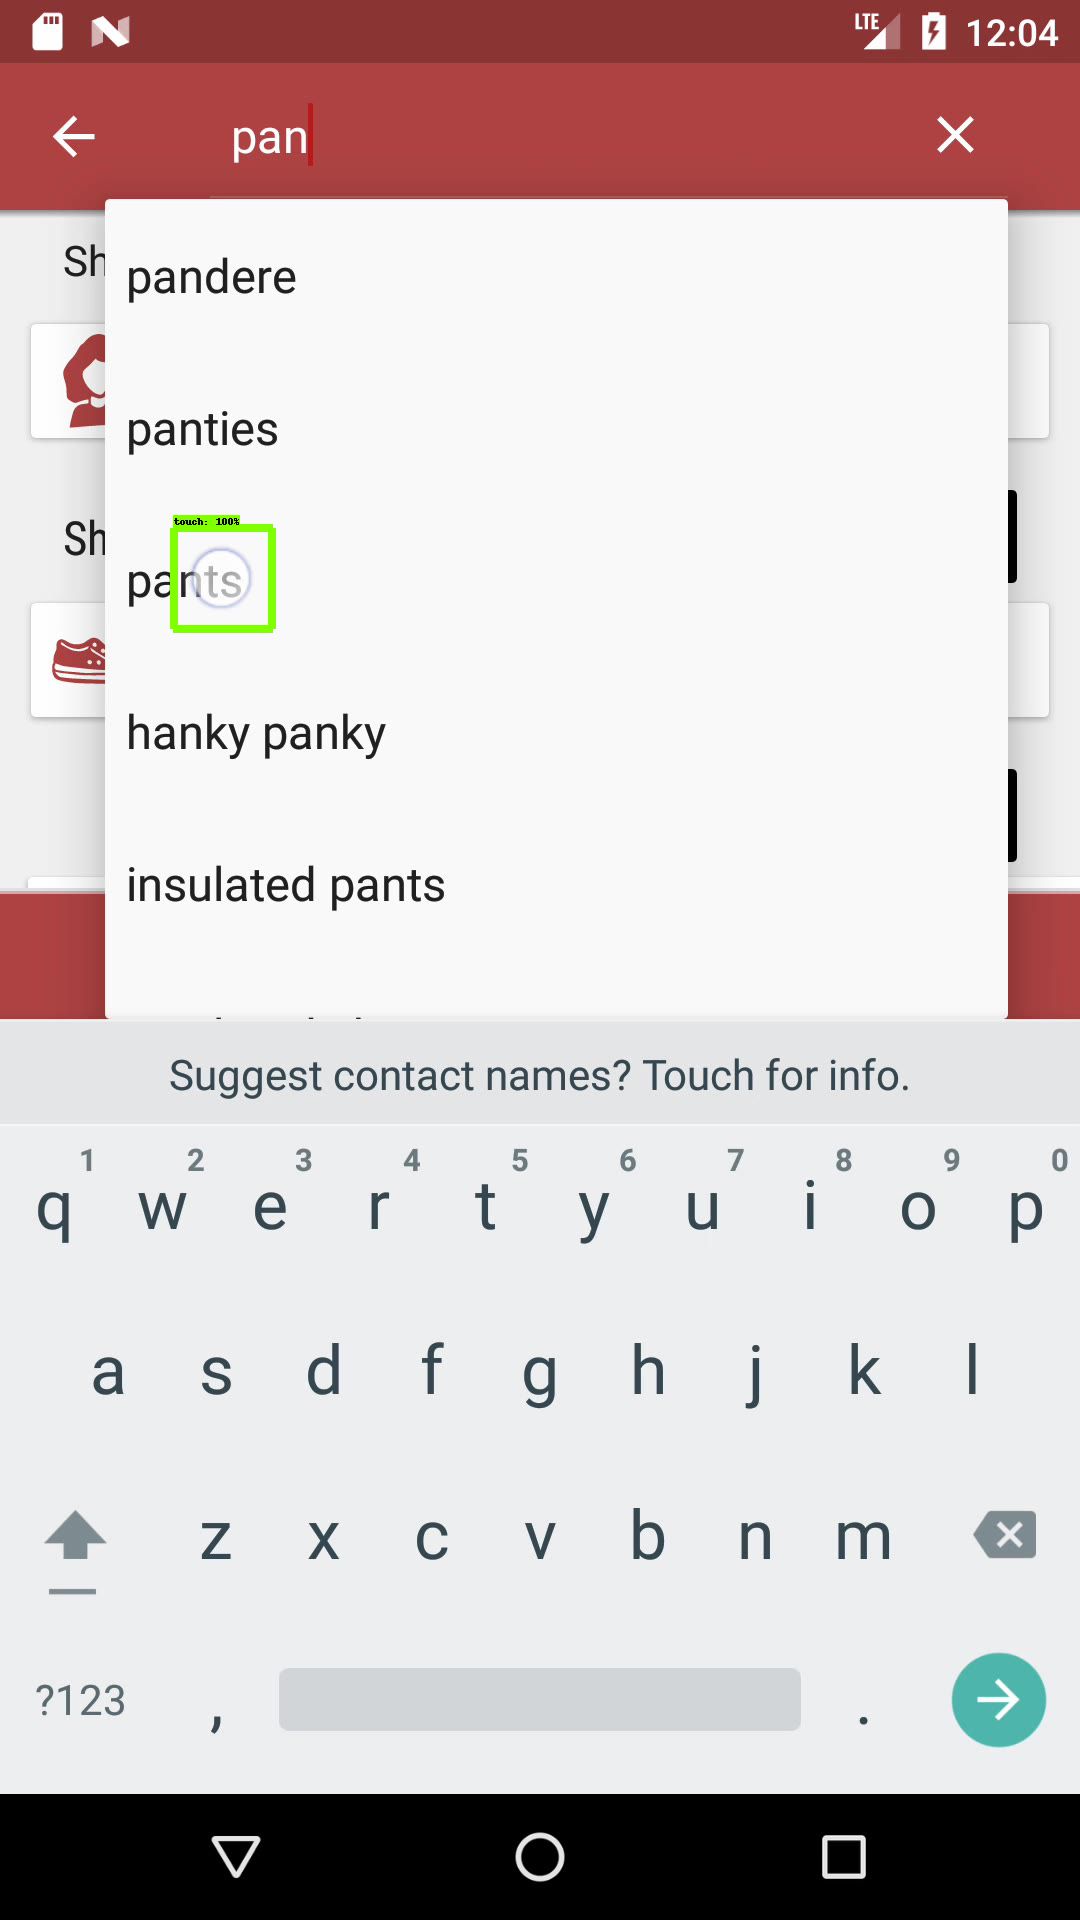 LTE 12:04
pan
Sh
pandere
panties
Sh
touch: 100%
pants
hanky panky
insulated pants
Suggest contact names? Touch for info.
1 2 3 4 5 6 7 8 9 0
q w e r t y u i o p
a s d f g h j k l
z x c v b n m
?123 , .